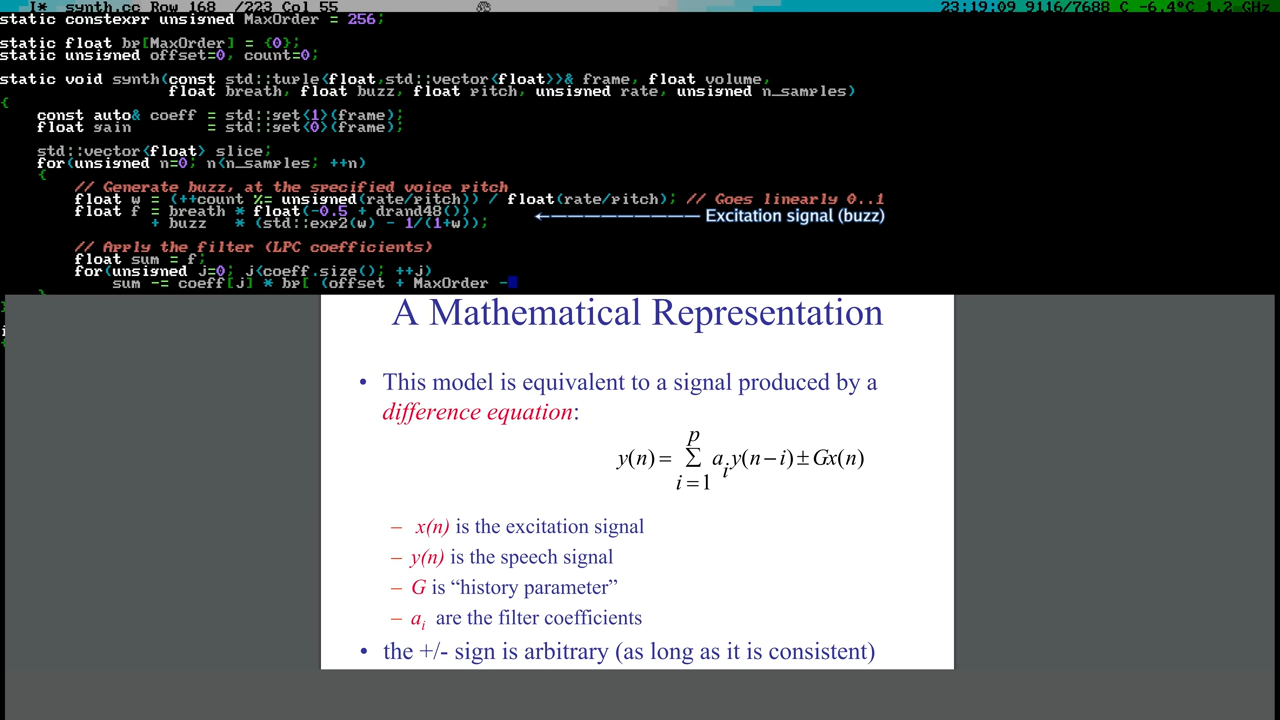 I* synth.cc Row 168 /223 Col 55 23:19:09 9116/7688 C -6.4°C 1.2 GHz
static constexpr unsigned MaxOrder = 256;
static float bp[MaxOrder] = {0};
static unsigned offset=0, count=0;
static void synth(const std::tuple<float,std::vector<float>>& frame, float volume,
float breath, float buzz, float pitch, unsigned rate, unsigned n_samples)
{
const auto& coeff = std::get<1>(frame);
float gain = std::get<0>(frame);
std::vector<float> slice;
for(unsigned n=0; n<n_samples; ++n)
{
// Generate buzz, at the specified voice pitch
float w = (++count %= unsigned(rate/pitch)) / float(rate/pitch); // Goes linearly 0..1
float f = breath * float(-0.5 + drand48())
+ buzz * (std::exp2(w) - 1/(1+w));
Excitation signal (buzz)
// Apply the filter (LPC coefficients)
float sum = f;
for(unsigned j=0; j<coeff.size(); ++j)
sum -= coeff[j] * bp[ (offset + MaxOrder -
A Mathematical Representation
• This model is equivalent to a signal produced by a
difference equation:
y(n) = p Σ i=1 a_i y(n−i) ± Gx(n)
– x(n) is the excitation signal
– y(n) is the speech signal
– G is “history parameter”
– a_i are the filter coefficients
• the +/- sign is arbitrary (as long as it is consistent)